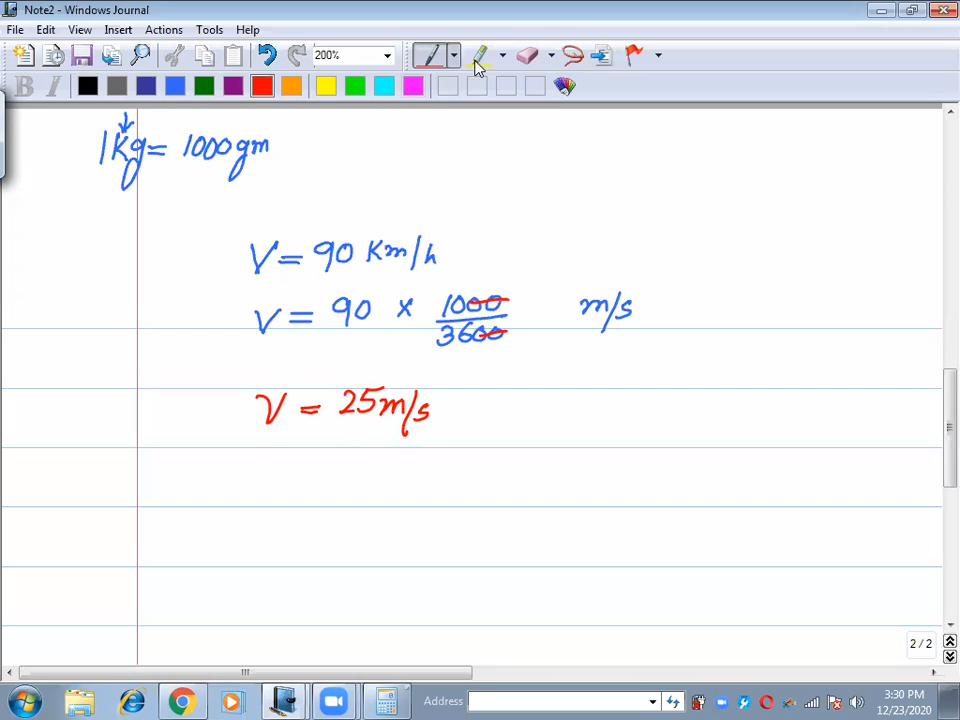 Note2 - Windows Journal
File Edit View Insert Actions Tools Help
200%
B I
1Kg = 1000gm
V = 90 Km/h
V = 90 × 1000/3600 m/s
V = 25m/s
2 / 2
Address
3:30 PM
12/23/2020